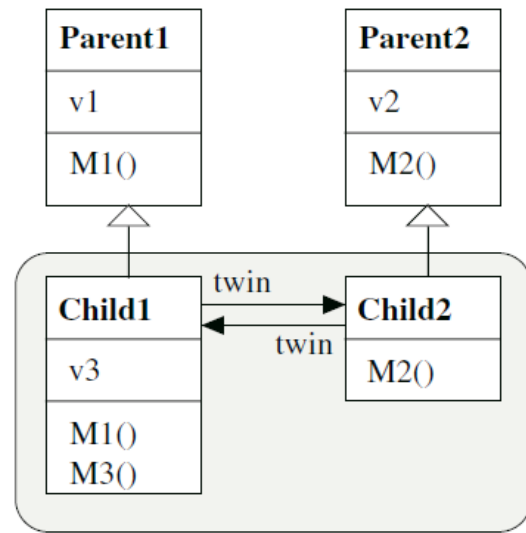 Parent1
v1
M1()
Parent2
v2
M2()
Child1
v3
M1()
M3()
twin
twin
Child2
M2()